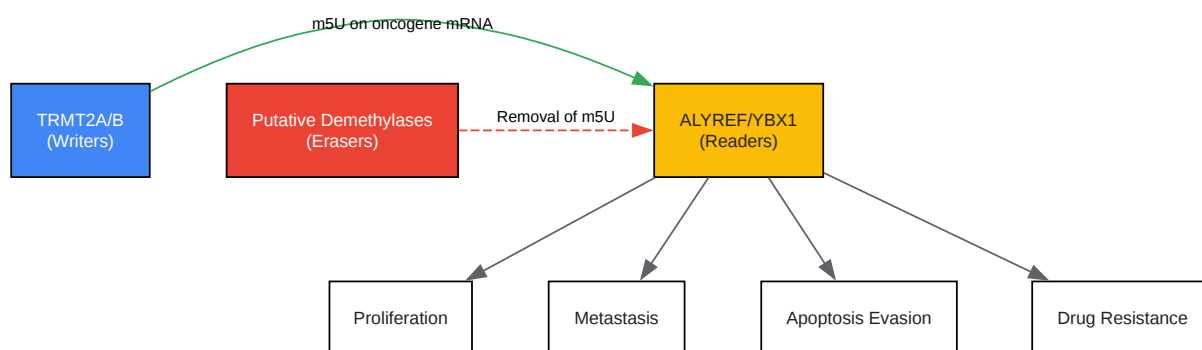 m5U on oncogene mRNA
TRMT2A/B
(Writers)
Putative Demethylases
(Erasers)
Removal of m5U
ALYREF/YBX1
(Readers)
Proliferation
Metastasis
Apoptosis Evasion
Drug Resistance